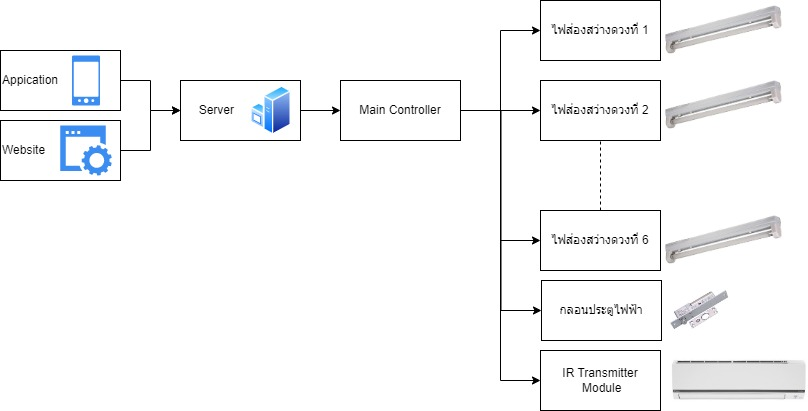 Appication
Website
Server
Main Controller
ไฟส่องสว่างดวงที่ 1
ไฟส่องสว่างดวงที่ 2
ไฟส่องสว่างดวงที่ 6
กลอนประตูไฟฟ้า
IR Transmitter
Module